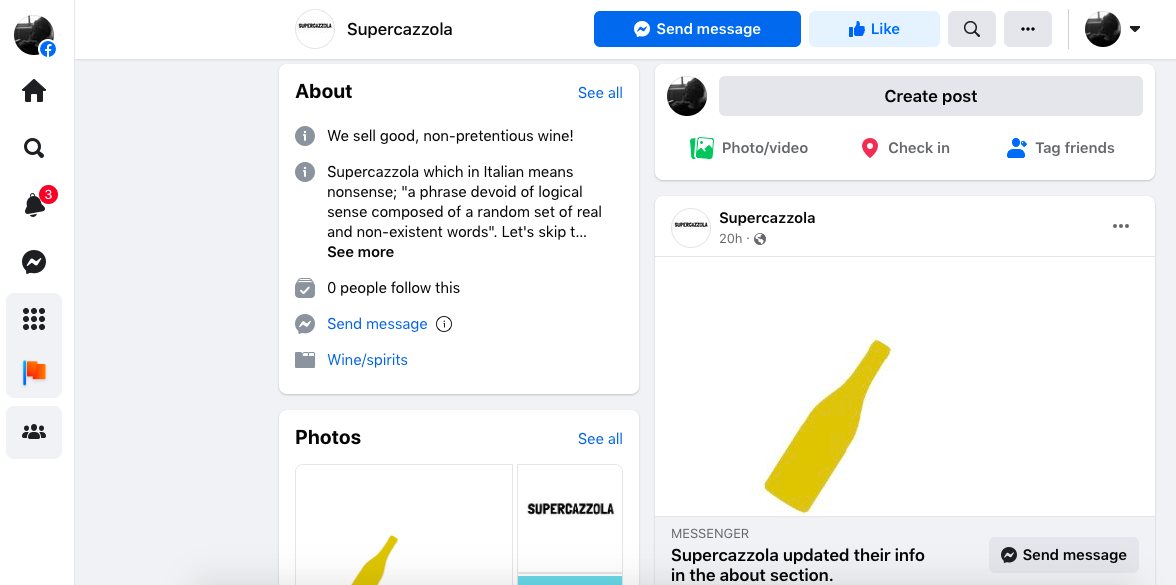 SUPERCAZZOLA
Supercazzola
Send message
Like
3
About
See all
We sell good, non-pretentious wine!
Supercazzola which in Italian means
nonsense; "a phrase devoid of logical
sense composed of a random set of real
and non-existent words". Let's skip t...
See more
0 people follow this
Send message
Wine/spirits
Photos
See all
SUPERCAZZOLA
Create post
Photo/video
Check in
Tag friends
SUPERCAZZOLA
Supercazzola
20h ·
MESSENGER
Supercazzola updated their info
in the about section.
Send message